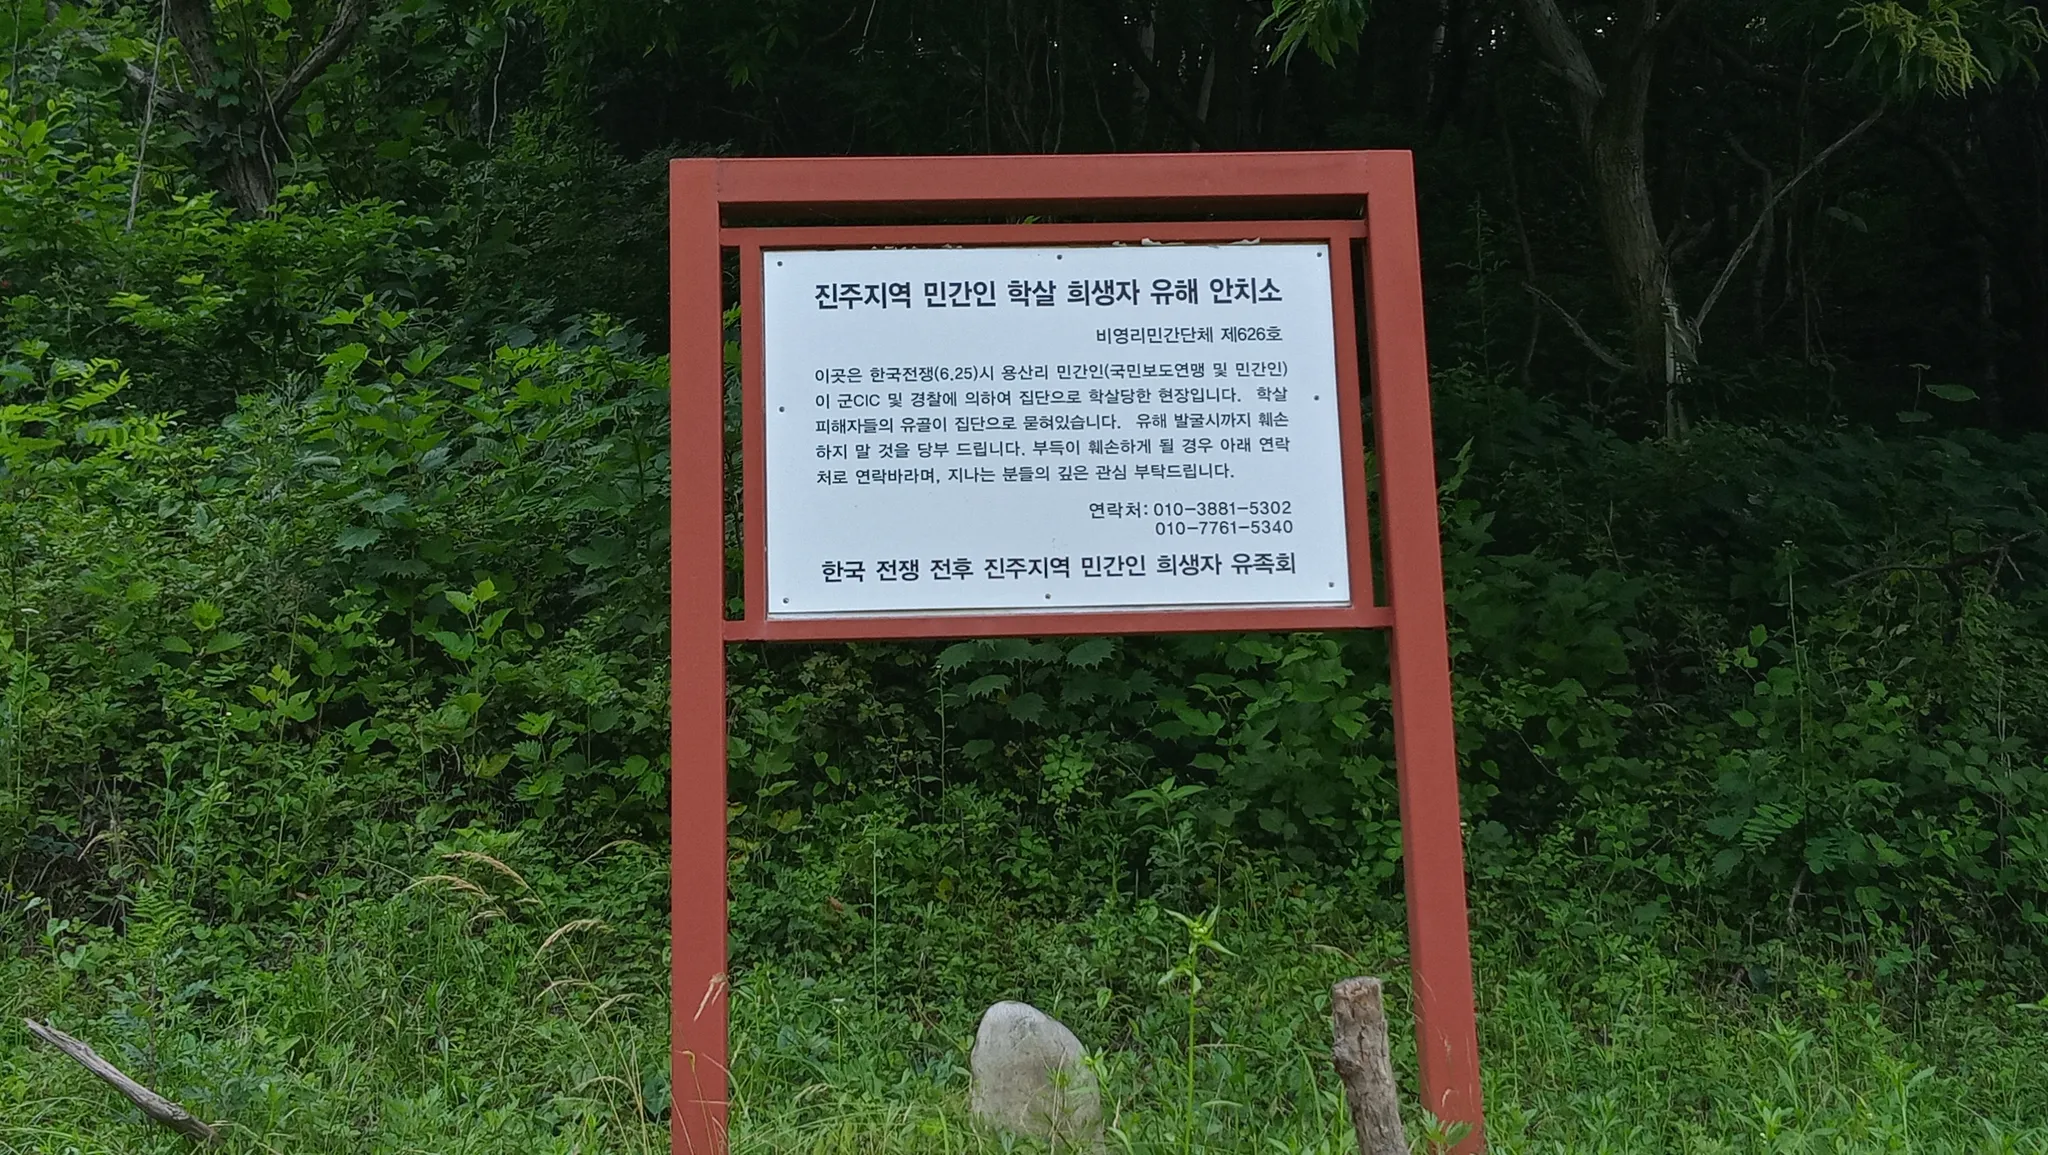 진주지역 민간인 학살 희생자 유해 안치소
비영리민간단체 제626호
이곳은 한국전쟁(6.25)시 용산리 민간인(국민보도연맹 및 민간인)
이 군CIC 및 경찰에 의하여 집단으로 학살당한 현장입니다. 학살
피해자들의 유골이 집단으로 묻혀있습니다. 유해 발굴시까지 훼손
하지 말 것을 당부 드립니다. 부득이 훼손하게 될 경우 아래 연락
처로 연락바라며, 지나는 분들의 깊은 관심 부탁드립니다.
연락처: 010-3881-5302
010-7761-5340
한국 전쟁 전후 진주지역 민간인 희생자 유족회